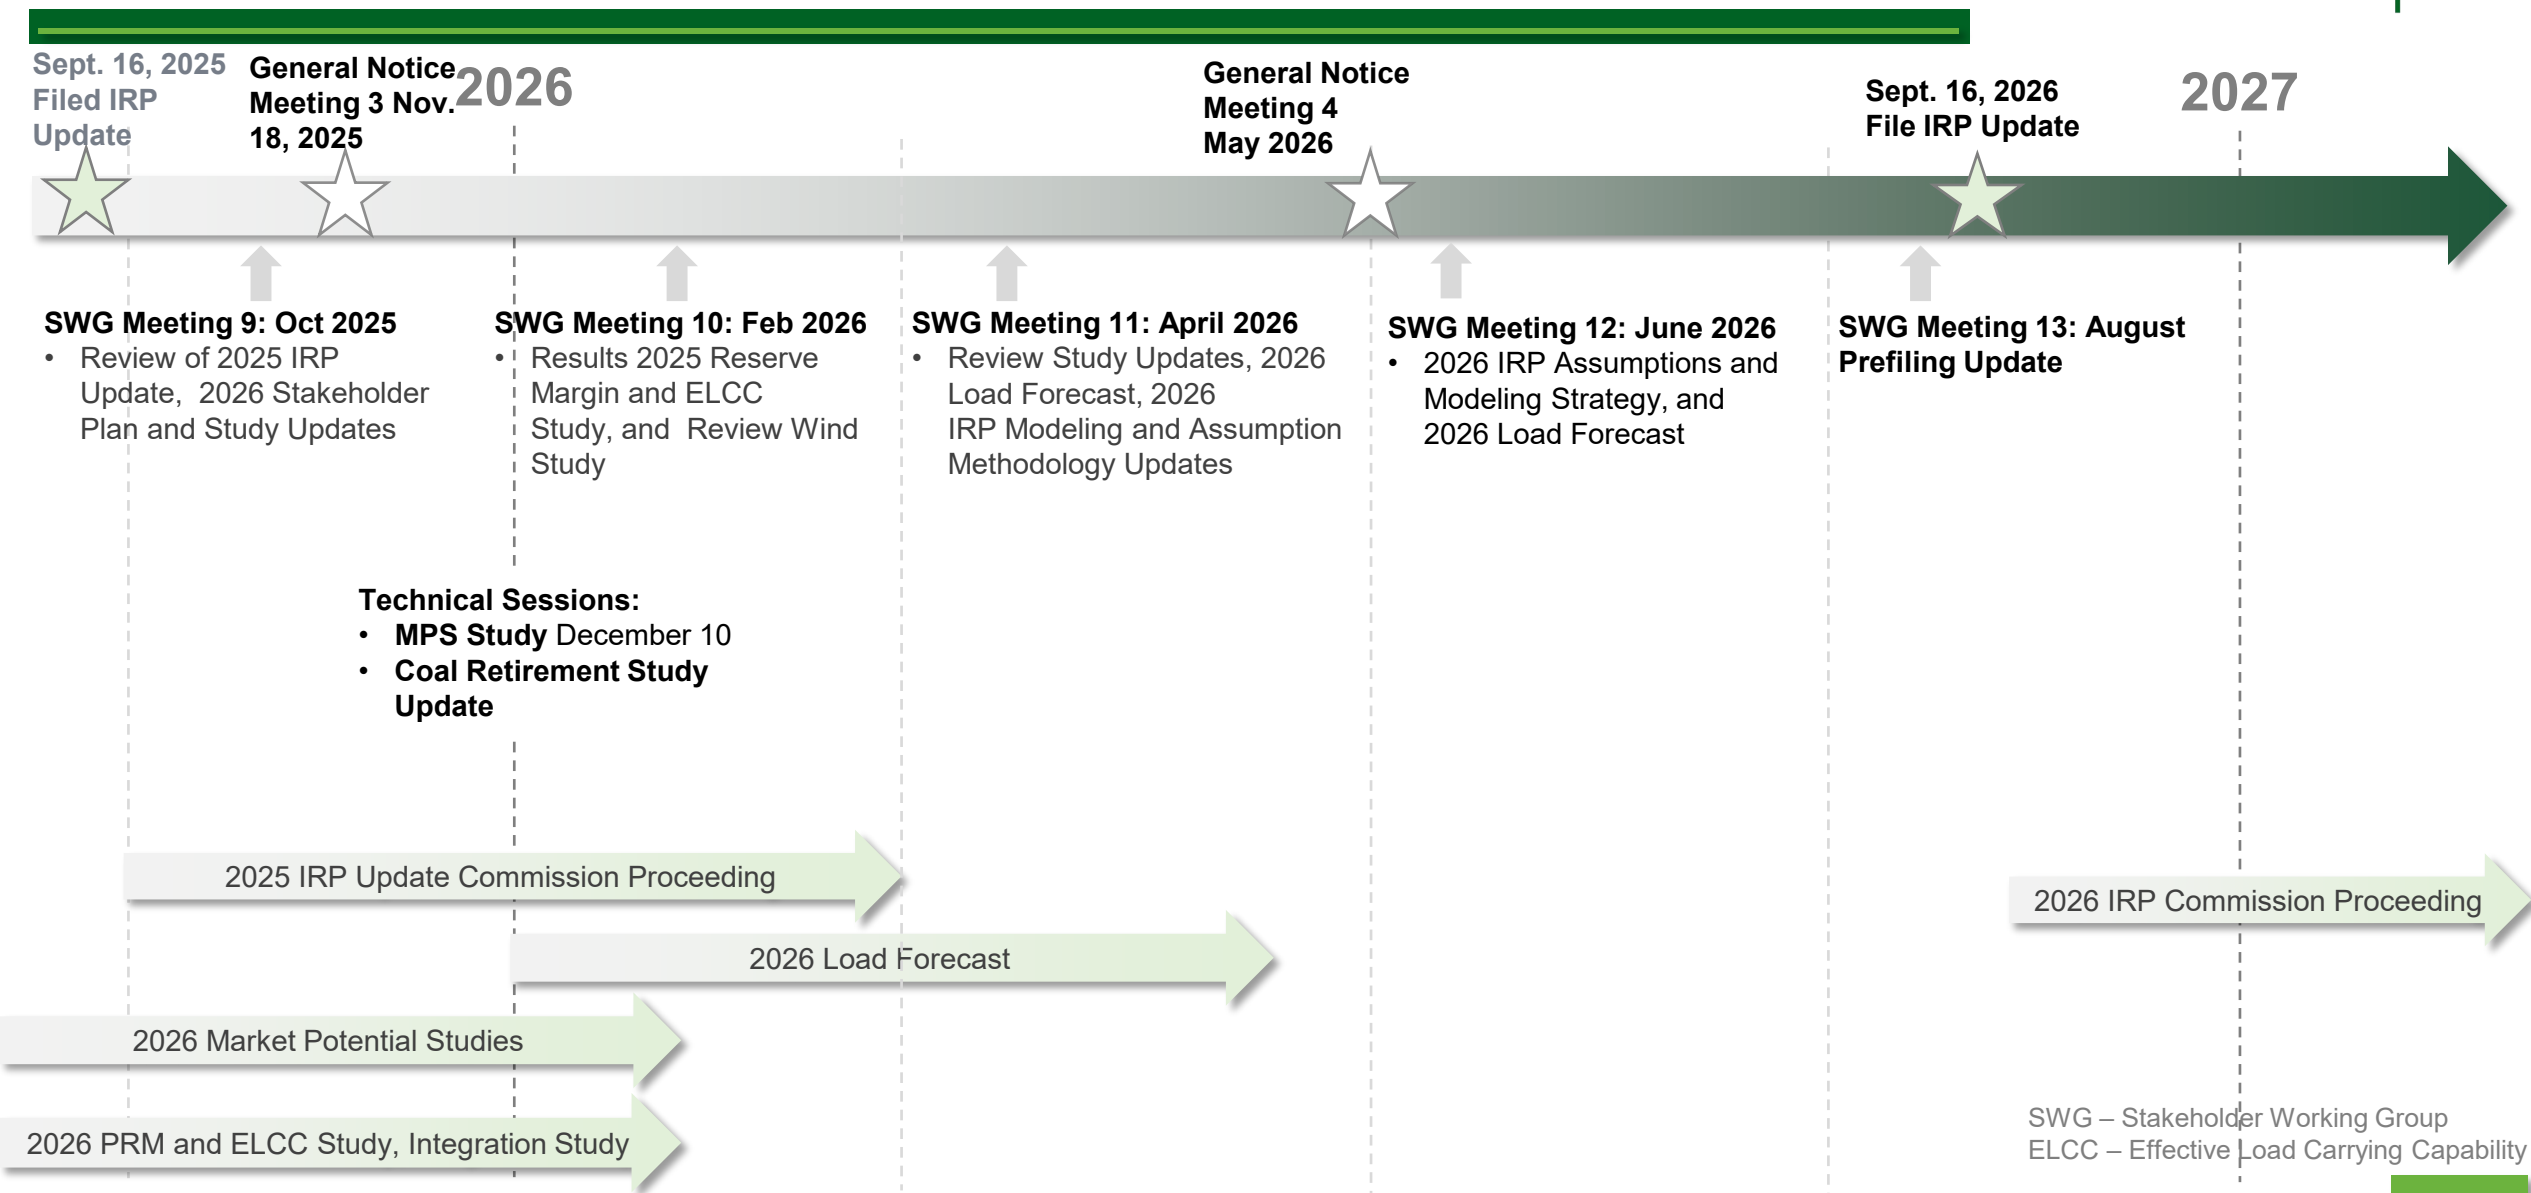 Sept. 16, 2025
Filed IRP
Update
General Notice
Meeting 3 Nov.
18, 2025
2026
General Notice
Meeting 4
May 2026
Sept. 16, 2026
File IRP Update
2027
SWG Meeting 9: Oct 2025
• Review of 2025 IRP
Update, 2026 Stakeholder
Plan and Study Updates
SWG Meeting 10: Feb 2026
• Results 2025 Reserve
Margin and ELCC
Study, and Review Wind
Study
SWG Meeting 11: April 2026
• Review Study Updates, 2026
Load Forecast, 2026
IRP Modeling and Assumption
Methodology Updates
SWG Meeting 12: June 2026
• 2026 IRP Assumptions and
Modeling Strategy, and
2026 Load Forecast
SWG Meeting 13: August
Prefiling Update
Technical Sessions:
• MPS Study December 10
• Coal Retirement Study
Update
2025 IRP Update Commission Proceeding
2026 IRP Commission Proceeding
2026 Load Forecast
2026 Market Potential Studies
2026 PRM and ELCC Study, Integration Study
SWG – Stakeholder Working Group
ELCC – Effective Load Carrying Capability